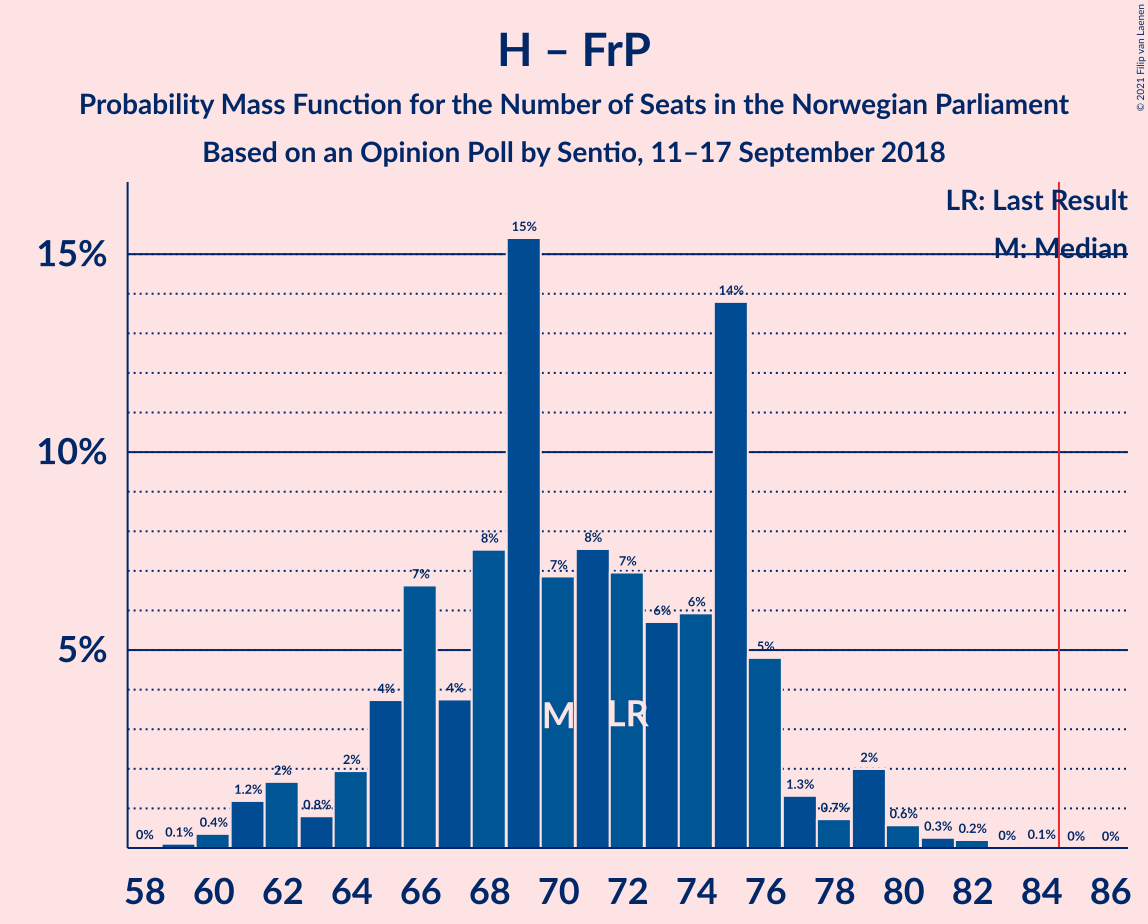 © 2021 Filip van Laenen
H – FrP
Probability Mass Function for the Number of Seats in the Norwegian Parliament
Based on an Opinion Poll by Sentio, 11–17 September 2018
LR: Last Result
M: Median
15%
10%
5%
0% 0.1% 0.4% 1.2% 2% 0.8% 2% 4% 7% 4% 8% 15% 7% 8% 7% 6% 6% 14% 5% 1.3% 0.7% 2% 0.6% 0.3% 0.2% 0% 0.1% 0% 0%
M LR
58 60 62 64 66 68 70 72 74 76 78 80 82 84 86